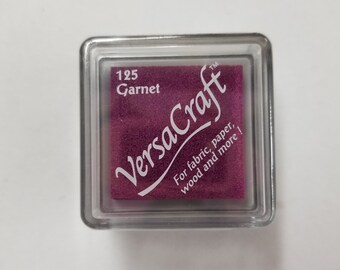 125
Garnet
VersaCraft™
For fabric, paper,
wood and more !